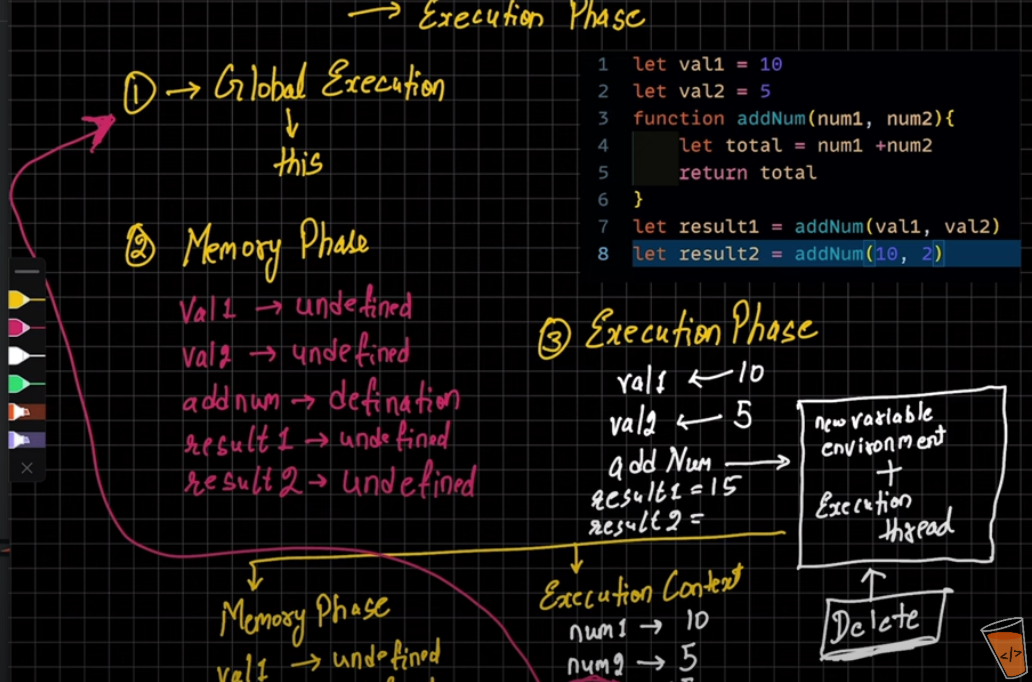 → Execution Phase
① → Global Execution
↓
this
1 let val1 = 10
2 let val2 = 5
3 function addNum(num1, num2){
4 let total = num1 +num2
5 return total
6 }
7 let result1 = addNum(val1, val2)
8 let result2 = addNum(10, 2)
② Memory Phase
val1 → undefined
val2 → undefined
addnum → defination
result1 → undefined
result2 → undefined
③ Execution Phase
val1 ← 10
val2 ← 5
add Num →
result1 = 15
result2 =
new variable
environment
+
Execution
thread
Delete
Memory Phase
val1 → undefined
Execution Context
num1 → 10
num2 → 5